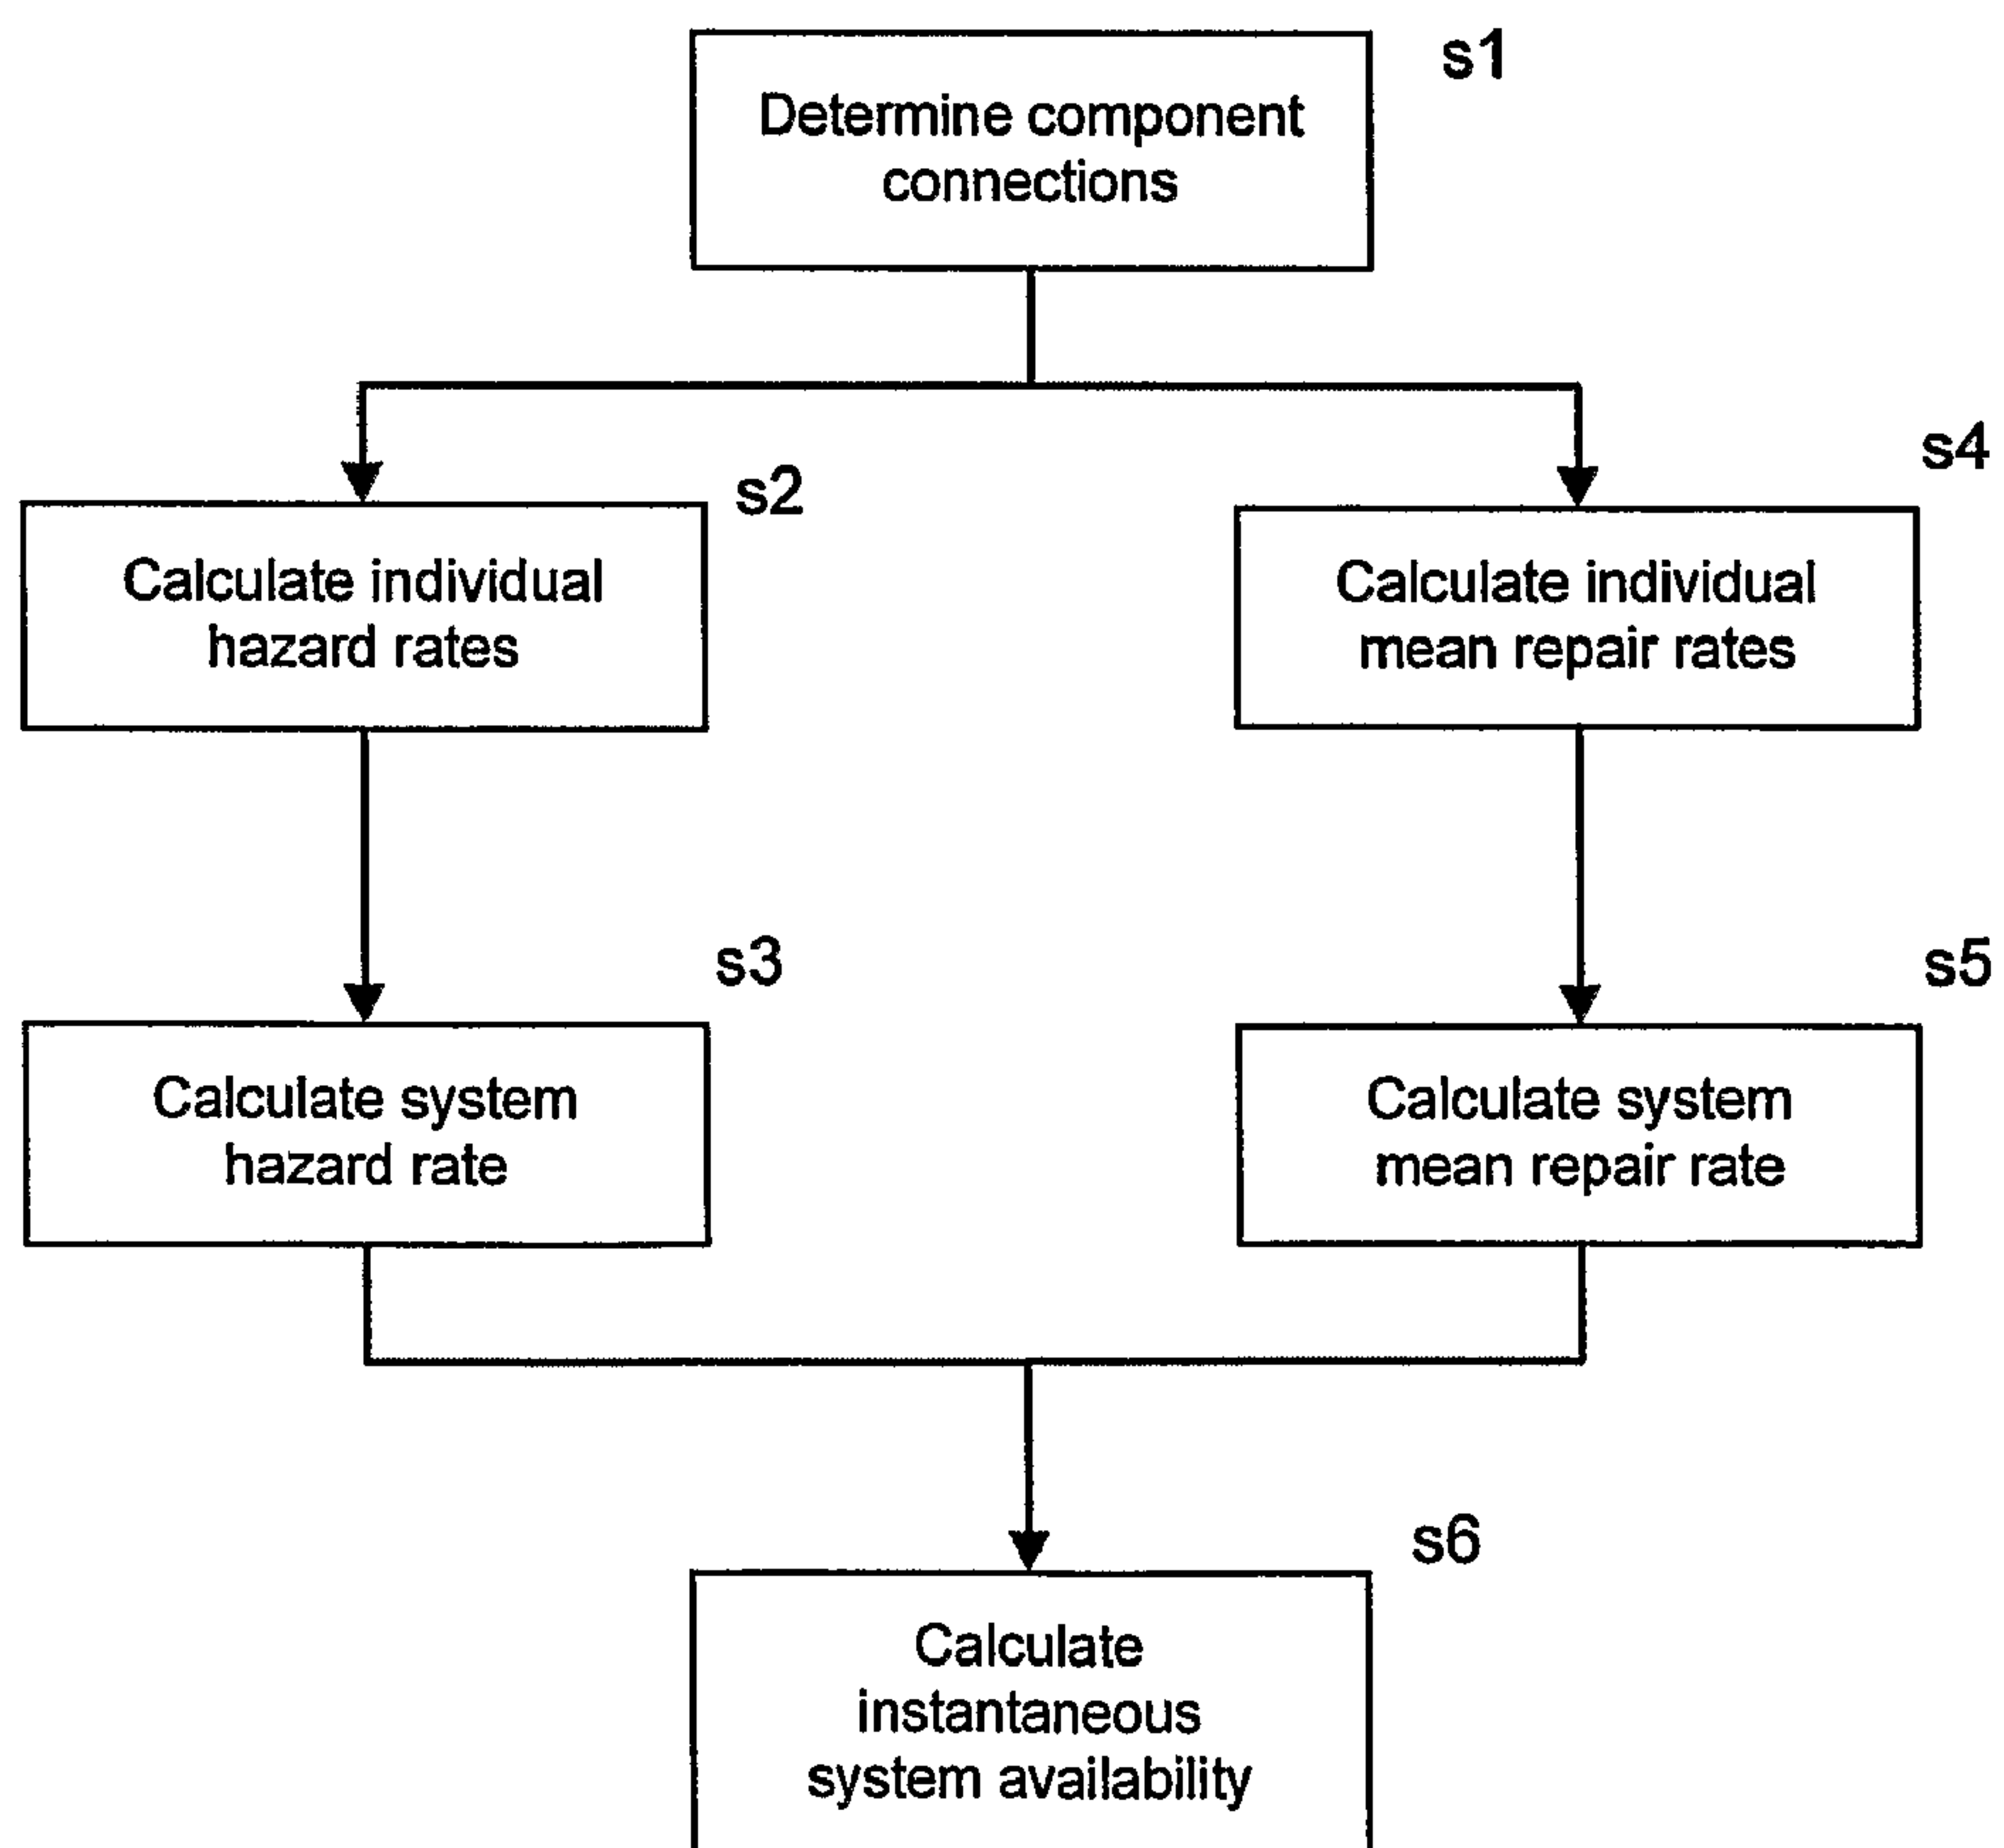 s1
Determine component
connections
s2
Calculate individual
hazard rates
s4
Calculate individual
mean repair rates
s3
Calculate system
hazard rate
s5
Calculate system
mean repair rate
s6
Calculate
instantaneous
system availability